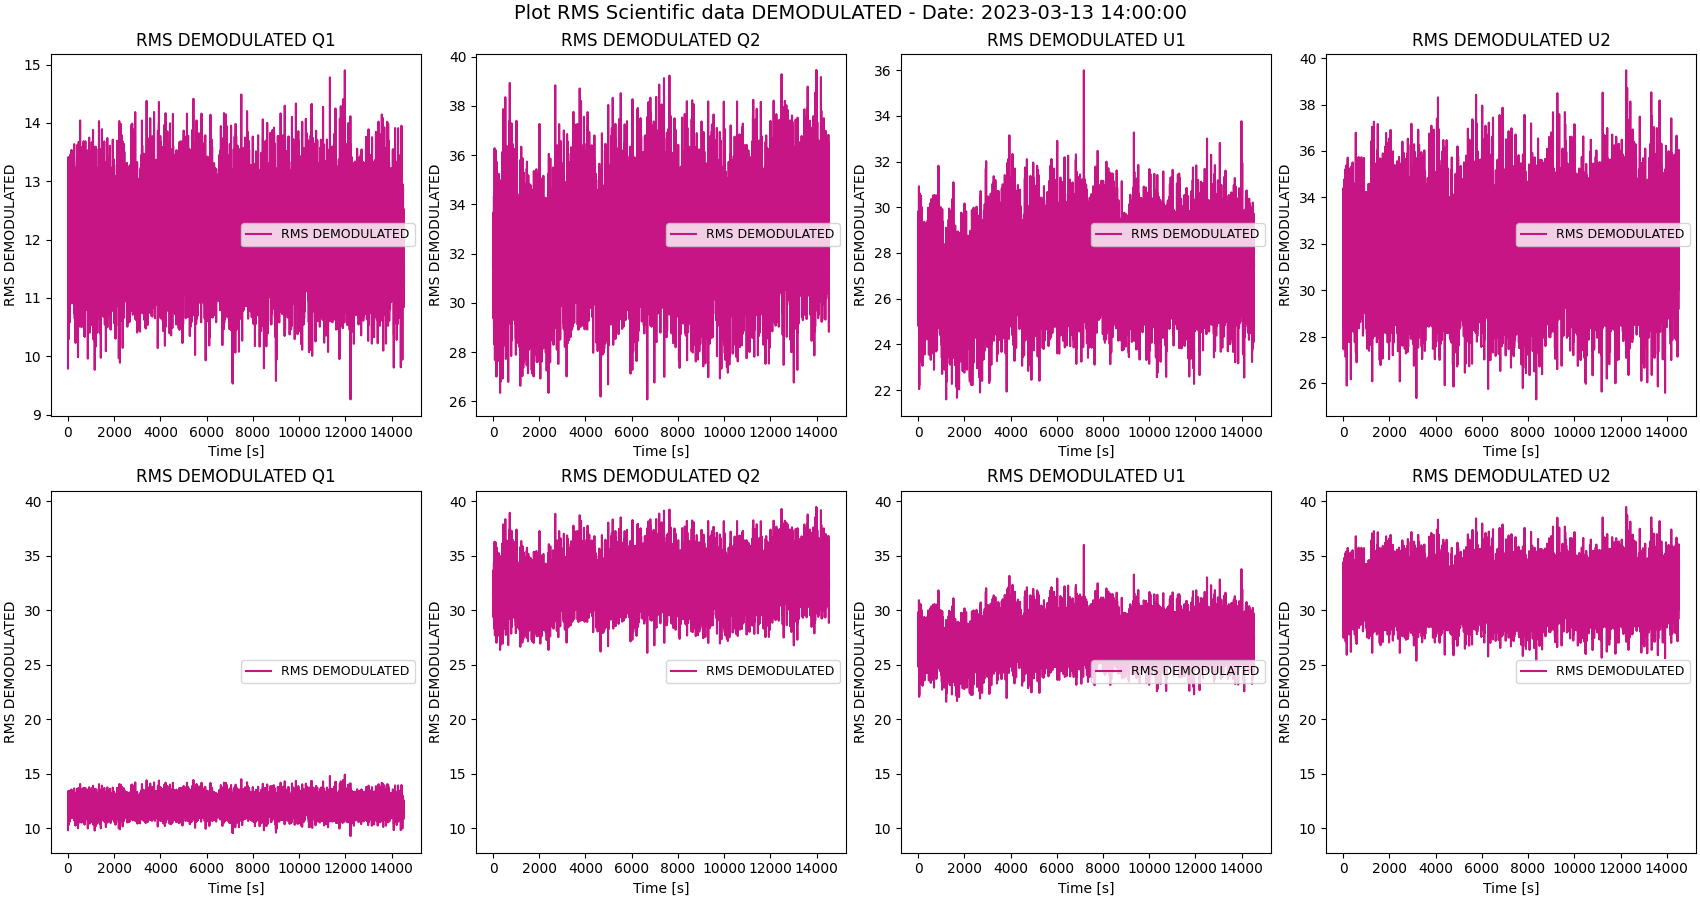 Plot RMS Scientific data DEMODULATED - Date: 2023-03-13 14:00:00
RMS DEMODULATED Q1
RMS DEMODULATED
15
14
13
12
11
10
9
RMS DEMODULATED
0 2000 4000 6000 8000 10000 12000 14000
Time [s]
RMS DEMODULATED Q2
RMS DEMODULATED
40
38
36
34
32
30
28
26
RMS DEMODULATED
0 2000 4000 6000 8000 10000 12000 14000
Time [s]
RMS DEMODULATED U1
RMS DEMODULATED
36
34
32
30
28
26
24
22
RMS DEMODULATED
0 2000 4000 6000 8000 10000 12000 14000
Time [s]
RMS DEMODULATED U2
RMS DEMODULATED
40
38
36
34
32
30
28
26
RMS DEMODULATED
0 2000 4000 6000 8000 10000 12000 14000
Time [s]
RMS DEMODULATED Q1
RMS DEMODULATED
40
35
30
25
20
15
10
RMS DEMODULATED
0 2000 4000 6000 8000 10000 12000 14000
Time [s]
RMS DEMODULATED Q2
RMS DEMODULATED
40
35
30
25
20
15
10
RMS DEMODULATED
0 2000 4000 6000 8000 10000 12000 14000
Time [s]
RMS DEMODULATED U1
RMS DEMODULATED
40
35
30
25
20
15
10
RMS DEMODULATED
0 2000 4000 6000 8000 10000 12000 14000
Time [s]
RMS DEMODULATED U2
RMS DEMODULATED
40
35
30
25
20
15
10
RMS DEMODULATED
0 2000 4000 6000 8000 10000 12000 14000
Time [s]